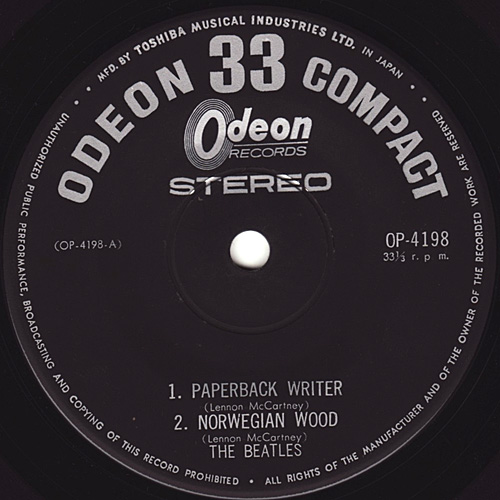 MFD. BY TOSHIBA MUSICAL INDUSTRIES LTD. IN JAPAN
ODEON 33 COMPACT
Odeon
RECORDS
STEREO
(OP-4198-A)
OP-4198
33⅓ r. p. m.
1. PAPERBACK WRITER
(Lennon McCartney)
2. NORWEGIAN WOOD
(Lennon McCartney)
THE BEATLES
UNAUTHORIZED PUBLIC PERFORMANCE, BROADCASTING AND COPYING OF THIS RECORD PROHIBITED • ALL RIGHTS OF THE MANUFACTURER AND OF THE OWNER OF THE RECORDED WORK ARE RESERVED